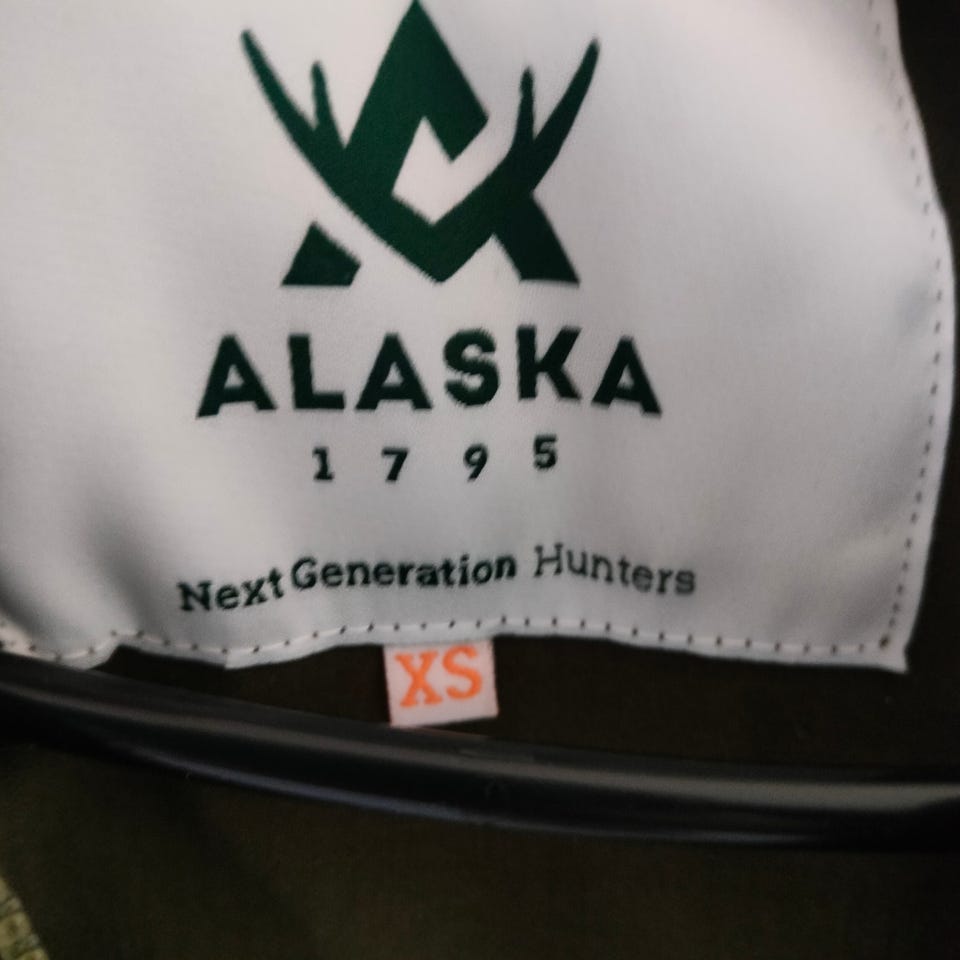 ALASKA
1795
Next Generation Hunters
XS